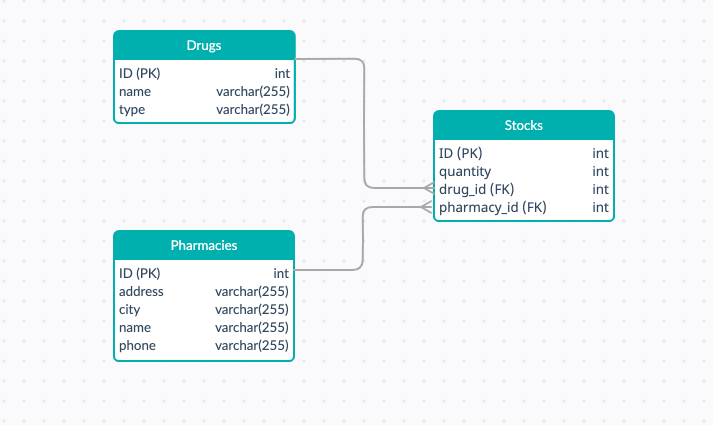 Drugs
ID (PK) int
name varchar(255)
type varchar(255)
Stocks
ID (PK) int
quantity int
drug_id (FK) int
pharmacy_id (FK) int
Pharmacies
ID (PK) int
address varchar(255)
city varchar(255)
name varchar(255)
phone varchar(255)